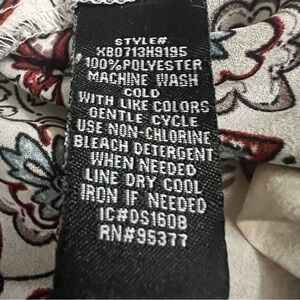 STYLE#
XB0713H9195
100%POLYESTER
MACHINE WASH
COLD
WITH LIKE COLORS
GENTLE CYCLE
USE NON-CHLORINE
BLEACH DETERGENT
WHEN NEEDED
LINE DRY COOL
IRON IF NEEDED
IC#DS160B
RN#95377